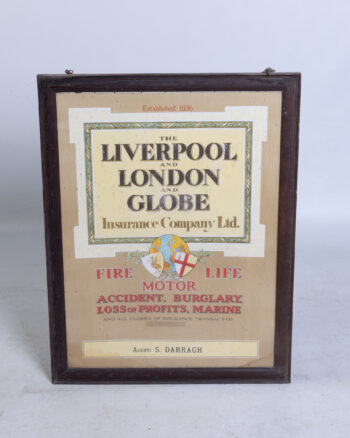 Established 1836
THE
LIVERPOOL
AND
LONDON
AND
GLOBE
Insurance Company Ltd.
FIRE LIFE
MOTOR
ACCIDENT, BURGLARY,
LOSS OF PROFITS, MARINE
AND ALL CLASSES OF INSURANCE TRANSACTED
AGENT: S. DARRAGH